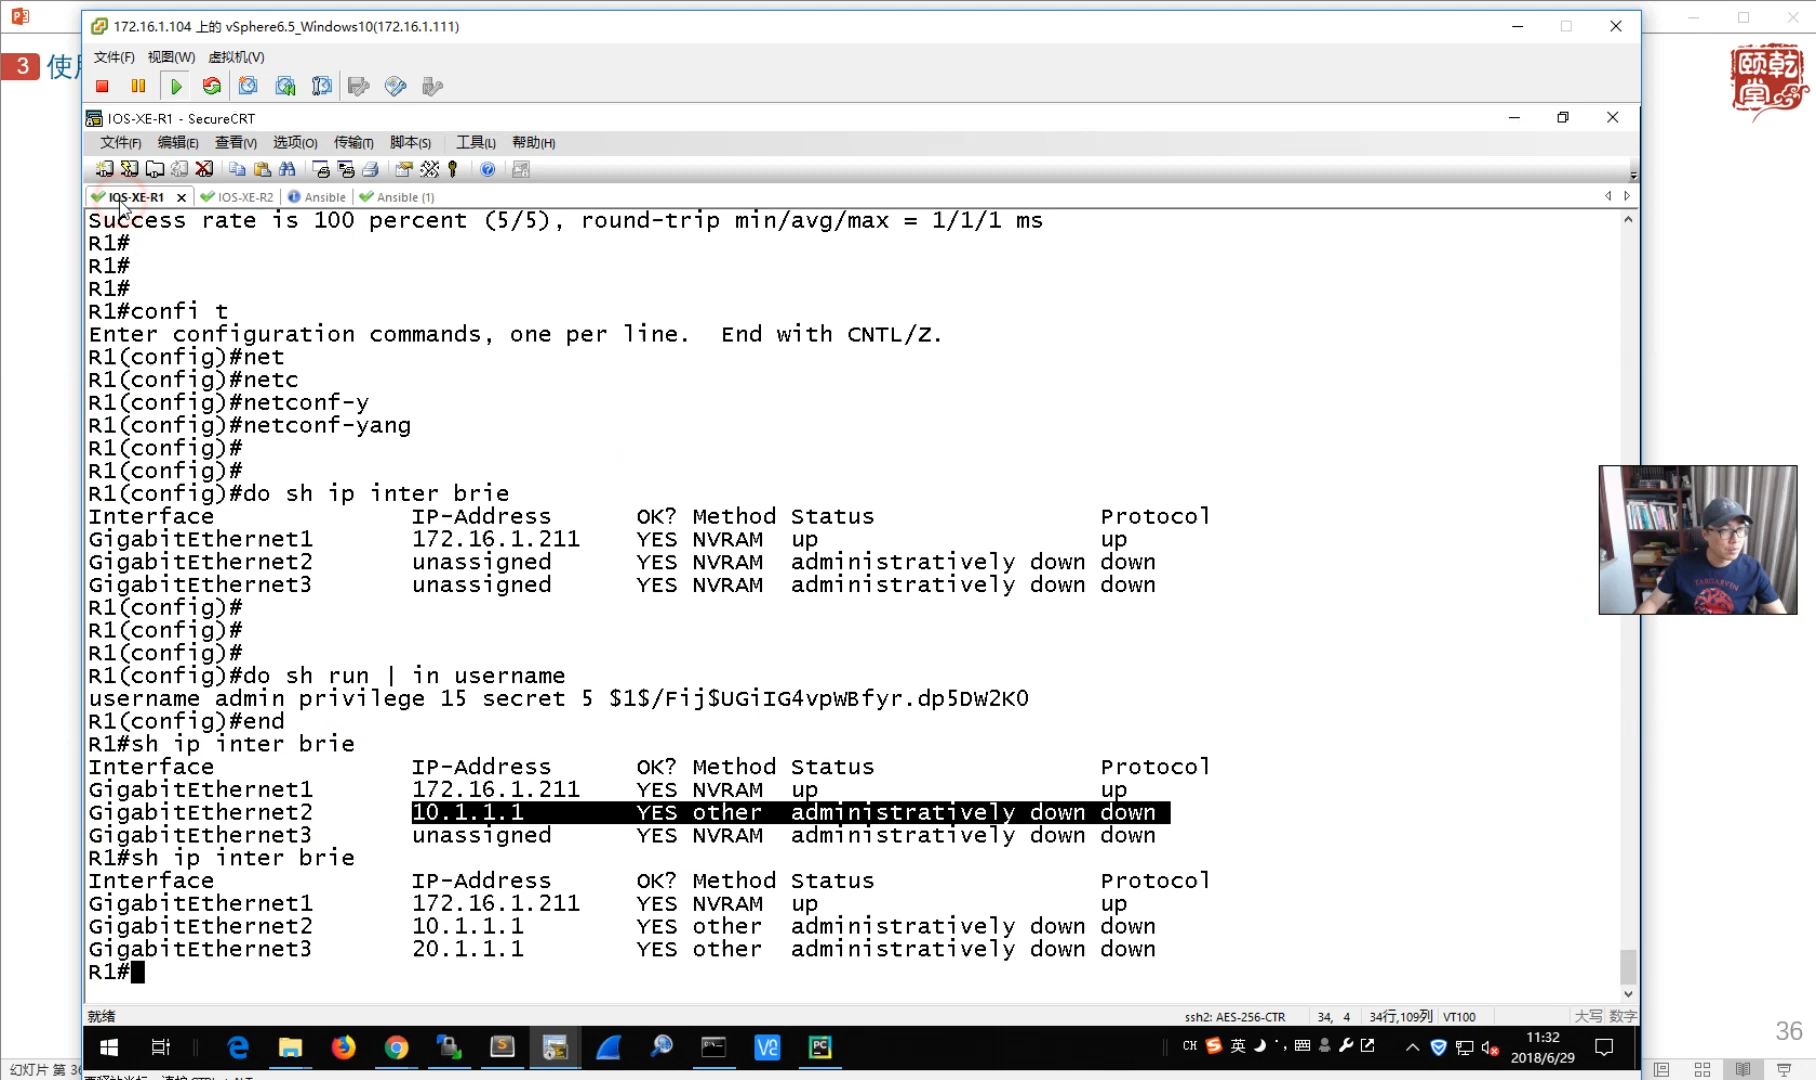 172.16.1.104 上的 vSphere6.5_Windows10(172.16.1.111)
3 使
文件(F) 视图(W) 虚拟机(V)
颐乾堂
IOS-XE-R1 - SecureCRT
文件(F) 编辑(E) 查看(V) 选项(O) 传输(T) 脚本(S) 工具(L) 帮助(H)
IOS-XE-R1 IOS-XE-R2 Ansible Ansible (1)
Success rate is 100 percent (5/5), round-trip min/avg/max = 1/1/1 ms
R1#
R1#
R1#
R1#confi t
Enter configuration commands, one per line.  End with CNTL/Z.
R1(config)#net
R1(config)#netc
R1(config)#netconf-y
R1(config)#netconf-yang
R1(config)#
R1(config)#
R1(config)#do sh ip inter brie
Interface IP-Address OK? Method Status Protocol
GigabitEthernet1 172.16.1.211 YES NVRAM up up
GigabitEthernet2 unassigned YES NVRAM administratively down down
GigabitEthernet3 unassigned YES NVRAM administratively down down
R1(config)#
R1(config)#
R1(config)#
R1(config)#do sh run | in username
username admin privilege 15 secret 5 $1$/Fij$UGiIG4vpWBfyr.dp5DW2K0
R1(config)#end
R1#sh ip inter brie
Interface IP-Address OK? Method Status Protocol
GigabitEthernet1 172.16.1.211 YES NVRAM up up
GigabitEthernet2 10.1.1.1 YES other administratively down down
GigabitEthernet3 unassigned YES NVRAM administratively down down
R1#sh ip inter brie
Interface IP-Address OK? Method Status Protocol
GigabitEthernet1 172.16.1.211 YES NVRAM up up
GigabitEthernet2 10.1.1.1 YES other administratively down down
GigabitEthernet3 20.1.1.1 YES other administratively down down
R1#
就绪 ssh2: AES-256-CTR 34, 4 34行,109列 VT100 大写 数字
CH 英 11:32
2018/6/29
36
幻灯片 第 36